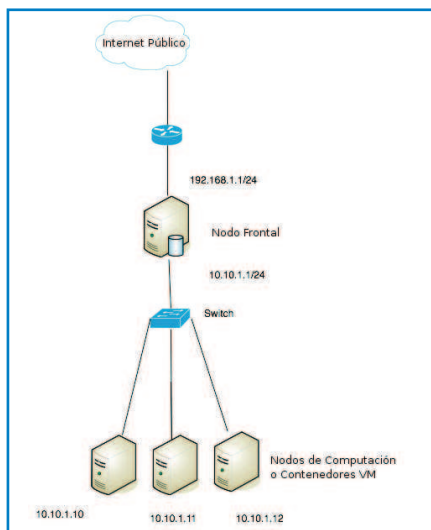 Internet Público
192.168.1.1/24
Nodo Frontal
10.10.1.1/24
Switch
Nodos de Computación
o Contenedores VM
10.10.1.10
10.10.1.11
10.10.1.12